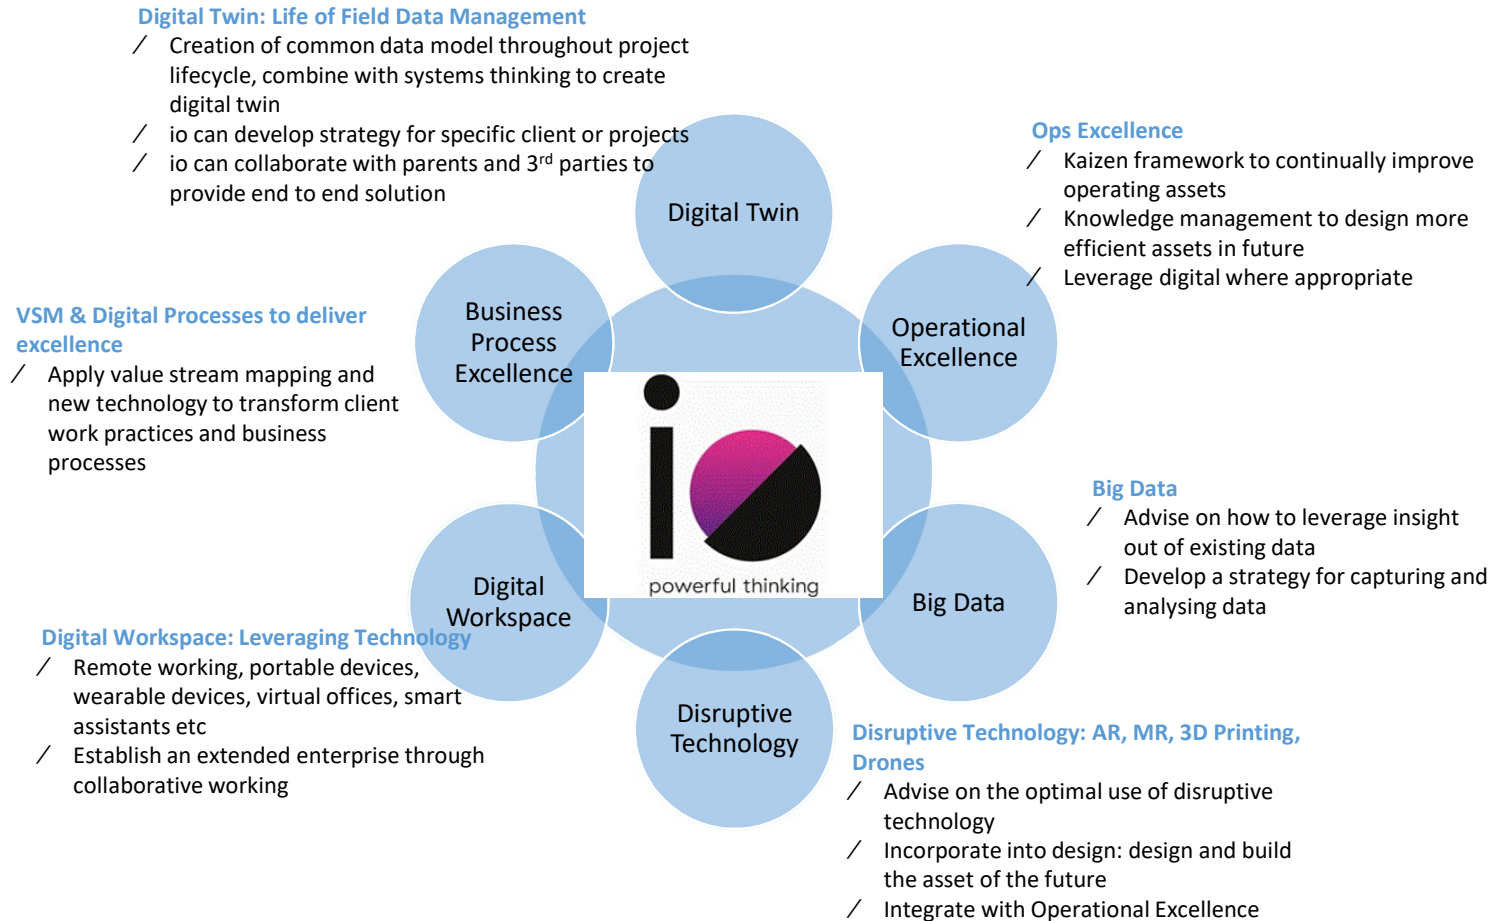 Digital Twin: Life of Field Data Management
/ Creation of common data model throughout project
lifecycle, combine with systems thinking to create
digital twin
/ io can develop strategy for specific client or projects
/ io can collaborate with parents and 3rd parties to
provide end to end solution
Digital Twin
Ops Excellence
/ Kaizen framework to continually improve
operating assets
/ Knowledge management to design more
efficient assets in future
/ Leverage digital where appropriate
Business
Process
Excellence
Operational
Excellence
VSM & Digital Processes to deliver
excellence
/ Apply value stream mapping and
new technology to transform client
work practices and business
processes
io
powerful thinking
Big Data
/ Advise on how to leverage insight
out of existing data
/ Develop a strategy for capturing and
analysing data
Digital
Workspace
Big Data
Digital Workspace: Leveraging Technology
/ Remote working, portable devices,
wearable devices, virtual offices, smart
assistants etc
/ Establish an extended enterprise through
collaborative working
Disruptive
Technology
Disruptive Technology: AR, MR, 3D Printing,
Drones
/ Advise on the optimal use of disruptive
technology
/ Incorporate into design: design and build
the asset of the future
/ Integrate with Operational Excellence